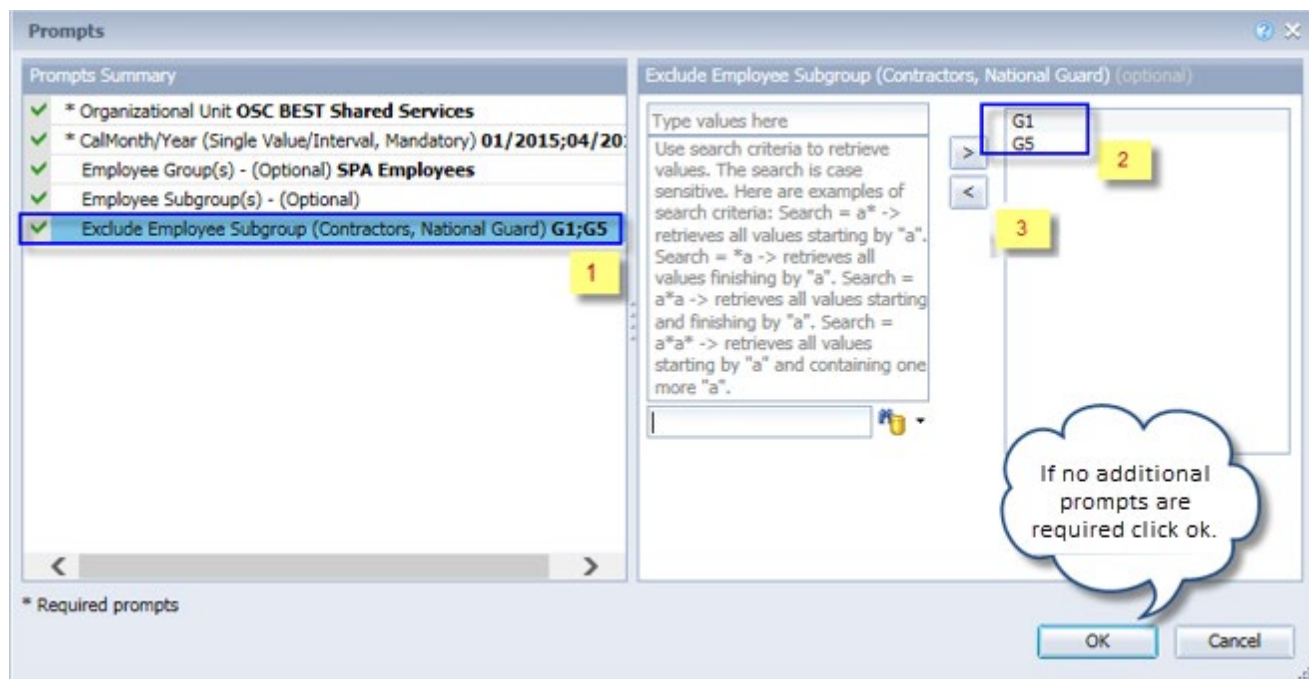 Prompts
Prompts Summary
* Organizational Unit OSC BEST Shared Services
* CalMonth/Year (Single Value/Interval, Mandatory) 01/2015;04/20
Employee Group(s) - (Optional) SPA Employees
Employee Subgroup(s) - (Optional)
Exclude Employee Subgroup (Contractors, National Guard) G1;G5
1
Exclude Employee Subgroup (Contractors, National Guard) (optional)
Type values here
Use search criteria to retrieve
values. The search is case
sensitive. Here are examples of
search criteria: Search = a* ->
retrieves all values starting by "a".
Search = *a -> retrieves all
values finishing by "a". Search =
a*a -> retrieves all values starting
and finishing by "a". Search =
a*a* -> retrieves all values
starting by "a" and containing one
more "a".
>
<
G1
G5
2
3
If no additional
prompts are
required click ok.
* Required prompts
OK
Cancel